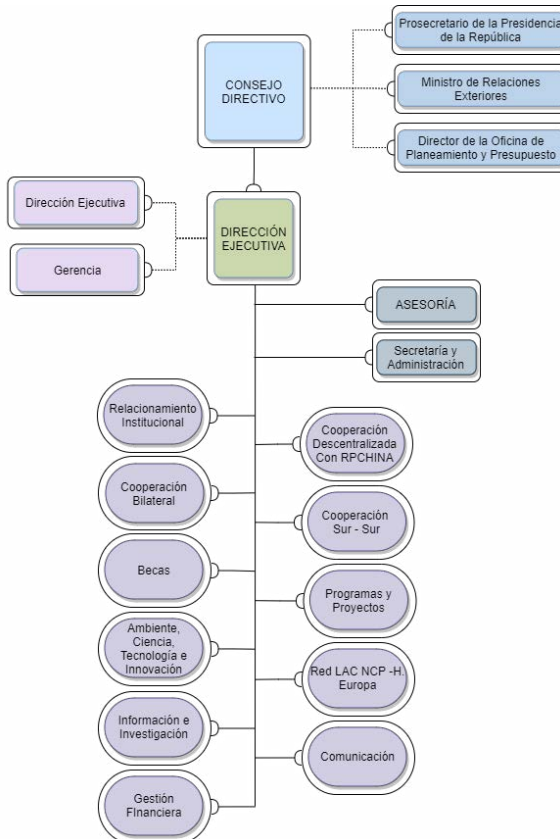 Prosecretario de la Presidencia
de la República
CONSEJO
DIRECTIVO
Ministro de Relaciones
Exteriores
Director de la Oficina de
Planeamiento y Presupuesto
Dirección Ejecutiva
DIRECCIÓN
EJECUTIVA
Gerencia
ASESORÍA
Secretaría y
Administración
Relacionamiento
Institucional
Cooperación
Descentralizada
Con RPCHINA
Cooperación
Bilateral
Cooperación
Sur - Sur
Becas
Programas y
Proyectos
Ambiente,
Ciencia,
Tecnología e
Innovación
Red LAC NCP -H.
Europa
Información e
Investigación
Comunicación
Gestión
FInanciera